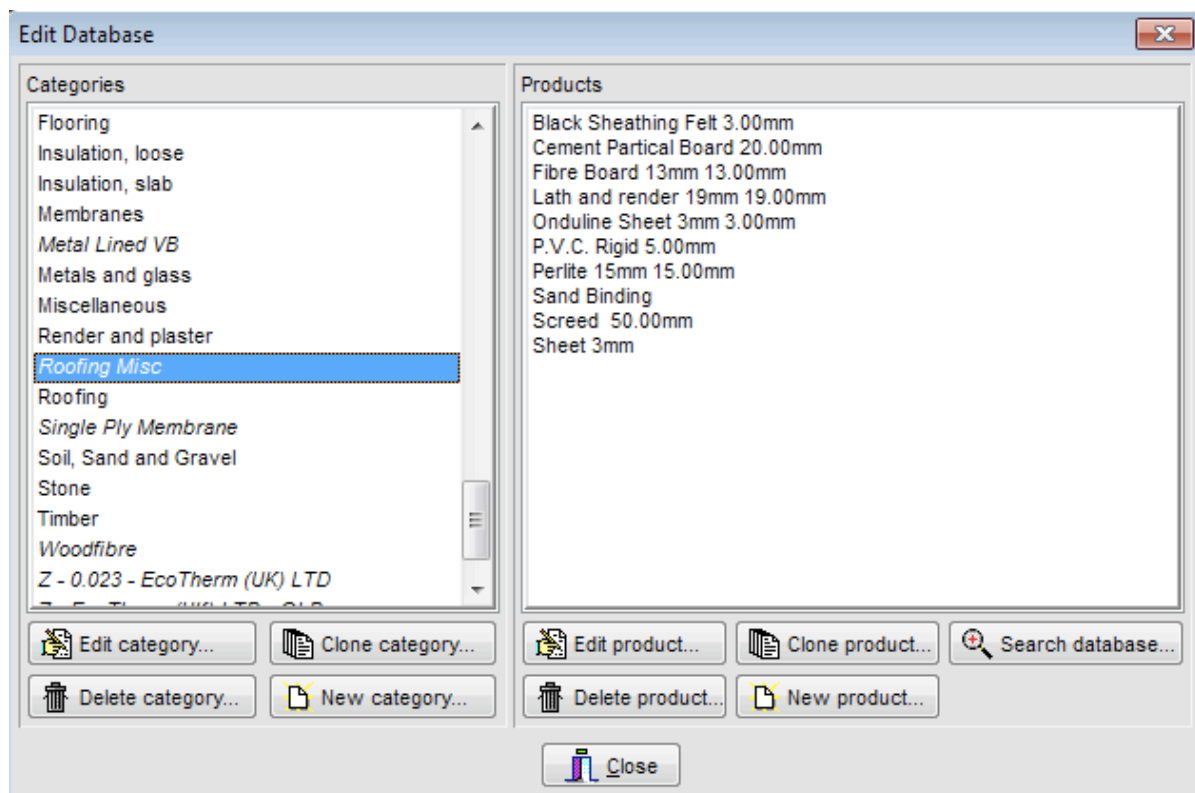 Edit Database
Categories
Flooring
Insulation, loose
Insulation, slab
Membranes
Metal Lined VB
Metals and glass
Miscellaneous
Render and plaster
Roofing Misc
Roofing
Single Ply Membrane
Soil, Sand and Gravel
Stone
Timber
Woodfibre
Z - 0.023 - EcoTherm (UK) LTD
Edit category...
Clone category...
Delete category...
New category...
Products
Black Sheathing Felt 3.00mm
Cement Partical Board 20.00mm
Fibre Board 13mm 13.00mm
Lath and render 19mm 19.00mm
Onduline Sheet 3mm 3.00mm
P.V.C. Rigid 5.00mm
Perlite 15mm 15.00mm
Sand Binding
Screed  50.00mm
Sheet 3mm
Edit product...
Clone product...
Search database...
Delete product...
New product...
Close